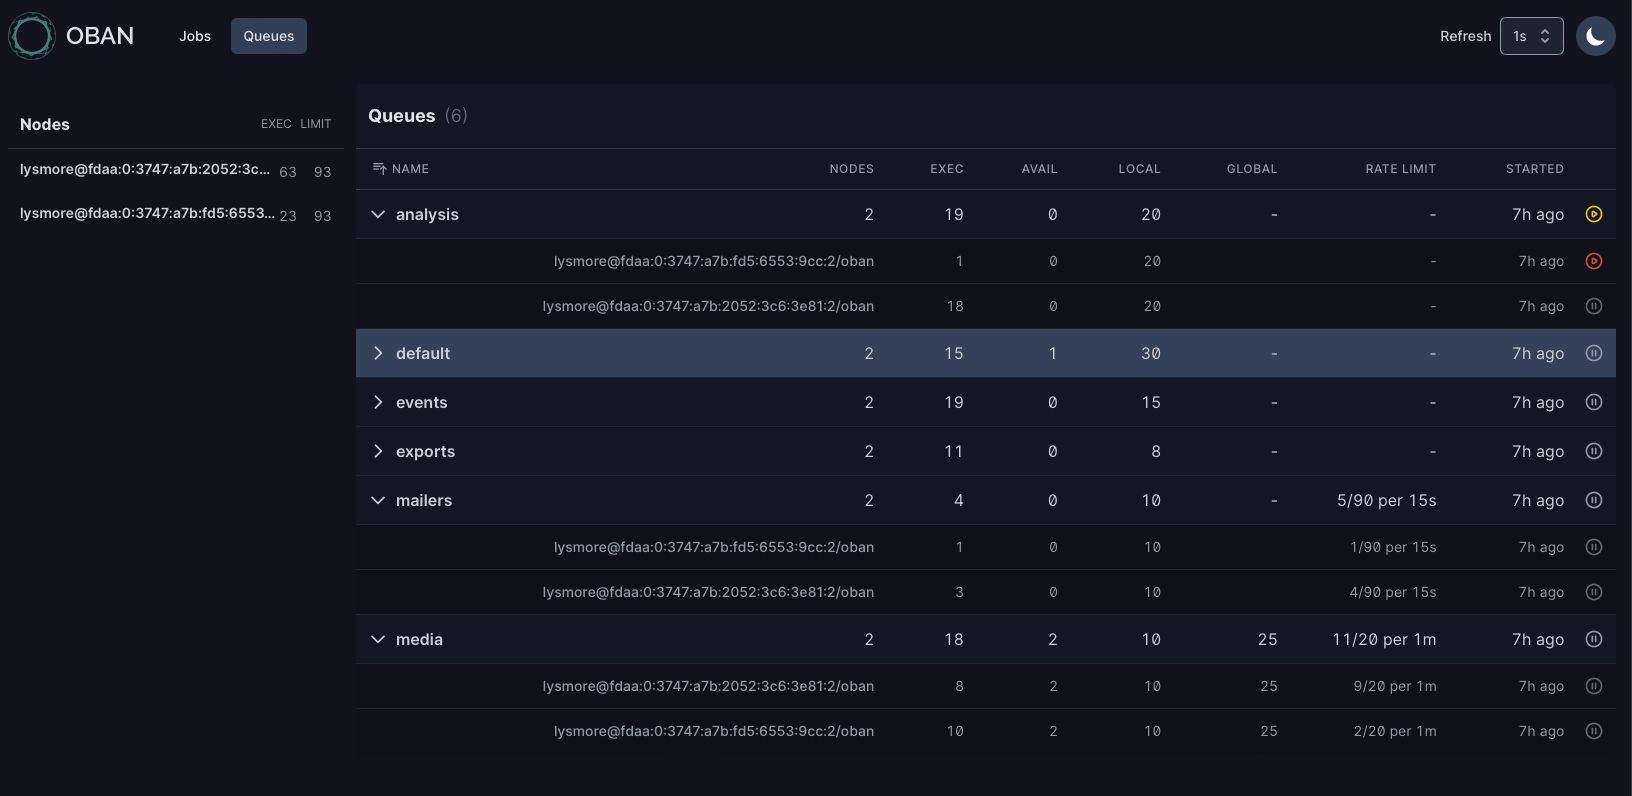 OBAN Jobs Queues Refresh 1s
Nodes EXEC LIMIT
lysmore@fdaa:0:3747:a7b:2052:3c... 63 93
lysmore@fdaa:0:3747:a7b:fd5:6553... 23 93
Queues (6)
NAME NODES EXEC AVAIL LOCAL GLOBAL RATE LIMIT STARTED
analysis 2 19 0 20 - - 7h ago
lysmore@fdaa:0:3747:a7b:fd5:6553:9cc:2/oban 1 0 20 - 7h ago
lysmore@fdaa:0:3747:a7b:2052:3c6:3e81:2/oban 18 0 20 - 7h ago
default 2 15 1 30 - - 7h ago
events 2 19 0 15 - - 7h ago
exports 2 11 0 8 - - 7h ago
mailers 2 4 0 10 - 5/90 per 15s 7h ago
lysmore@fdaa:0:3747:a7b:fd5:6553:9cc:2/oban 1 0 10 1/90 per 15s 7h ago
lysmore@fdaa:0:3747:a7b:2052:3c6:3e81:2/oban 3 0 10 4/90 per 15s 7h ago
media 2 18 2 10 25 11/20 per 1m 7h ago
lysmore@fdaa:0:3747:a7b:2052:3c6:3e81:2/oban 8 2 10 25 9/20 per 1m 7h ago
lysmore@fdaa:0:3747:a7b:fd5:6553:9cc:2/oban 10 2 10 25 2/20 per 1m 7h ago